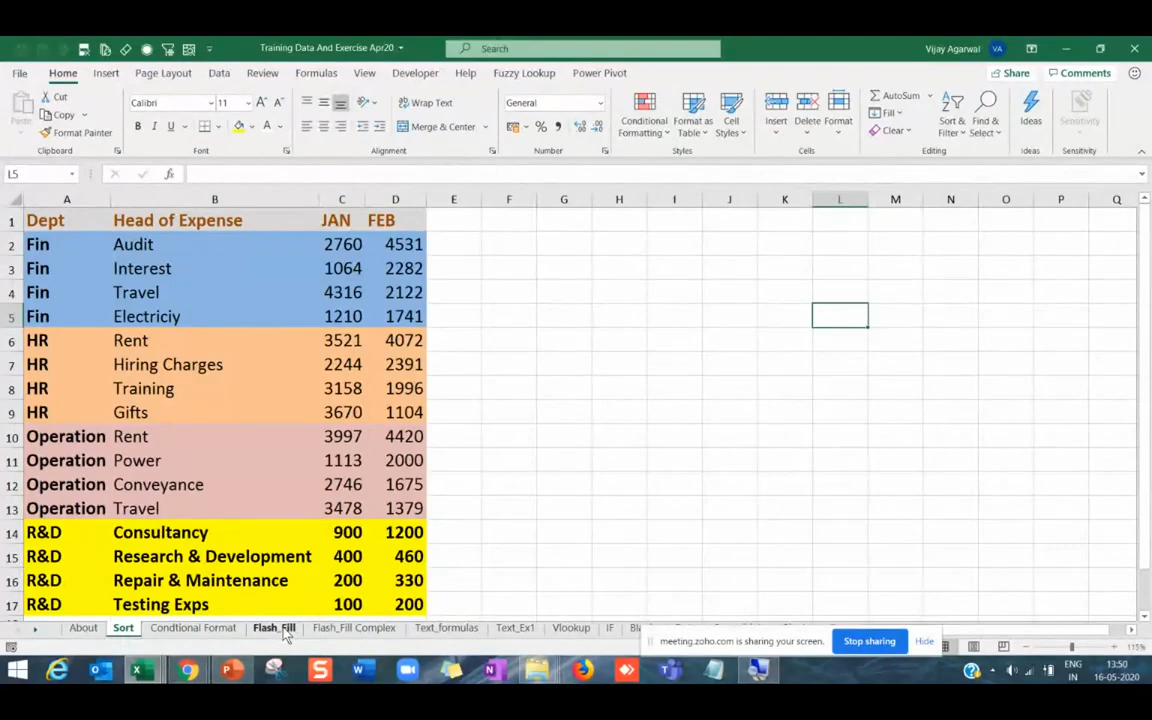 Training Data And Exercise Apr20
Search
Vijay Agarwal VA
File Home Insert Page Layout Data Review Formulas View Developer Help Fuzzy Lookup Power Pivot Share Comments
Cut
Copy
Format Painter
Paste
Clipboard
Calibri 11
B I U
Font
Wrap Text
Merge & Center
Alignment
General
Number
Conditional Formatting
Format as Table
Cell Styles
Styles
Insert Delete Format
Cells
AutoSum
Fill
Clear
Sort & Filter
Find & Select
Editing
Ideas
Ideas
Sensitivity
Sensitivity
L5 fx
A B C D E F G H I J K L M N O P Q
1 Dept Head of Expense JAN FEB
2 Fin Audit 2760 4531
3 Fin Interest 1064 2282
4 Fin Travel 4316 2122
5 Fin Electriciy 1210 1741
6 HR Rent 3521 4072
7 HR Hiring Charges 2244 2391
8 HR Training 3158 1996
9 HR Gifts 3670 1104
10 Operation Rent 3997 4420
11 Operation Power 1113 2000
12 Operation Conveyance 2746 1675
13 Operation Travel 3478 1379
14 R&D Consultancy 900 1200
15 R&D Research & Development 400 460
16 R&D Repair & Maintenance 200 330
17 R&D Testing Exps 100 200
About Sort Condtional Format Flash_Fill Flash_Fill Complex Text_formulas Text_Ex1 Vlookup IF
meeting.zoho.com is sharing your screen. Stop sharing Hide
115%
ENG
IN
13:50
16-05-2020